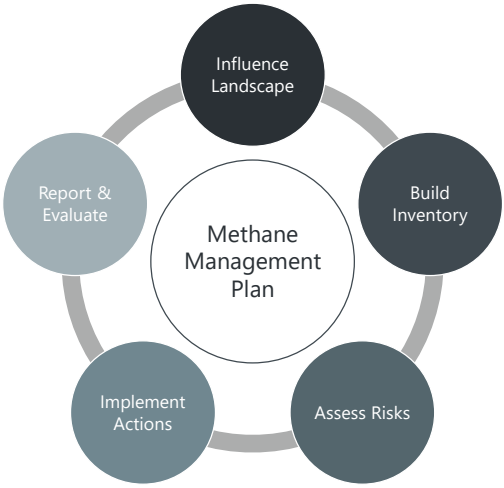 Influence
Landscape
Build
Inventory
Assess Risks
Implement
Actions
Report &
Evaluate
Methane
Management
Plan